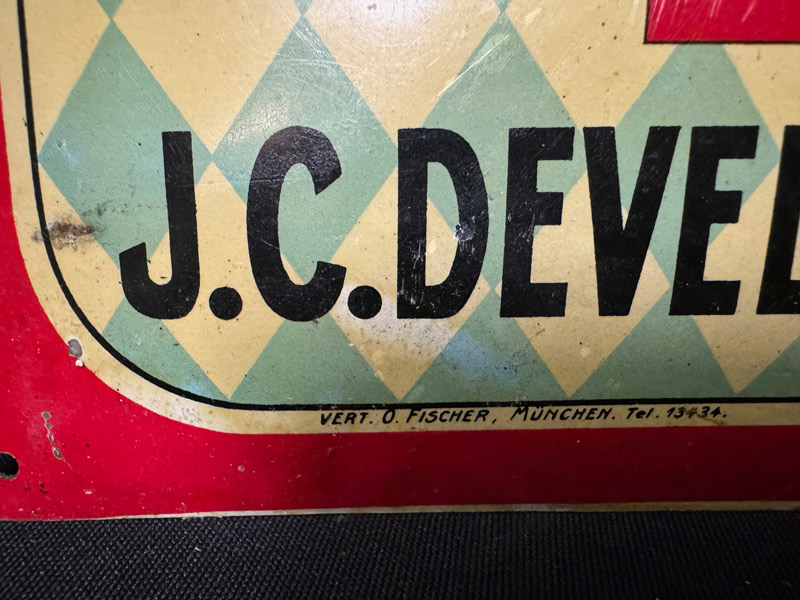 J.C.DEVEL
VERT. O. FISCHER, MÜNCHEN. Tel. 13434.